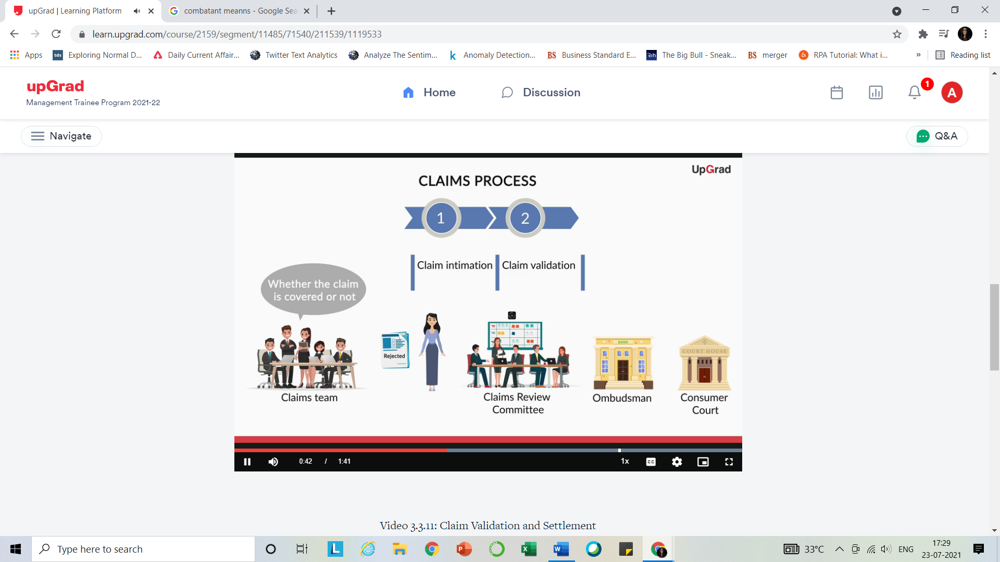 upGrad | Learning Platform
combatant meanns - Google Sea
learn.upgrad.com/course/2159/segment/11485/71540/211539/1119533
Apps
tds
Exploring Normal D...
Daily Current Affair...
Twitter Text Analytics
Analyze The Sentim...
k
Anomaly Detection...
BS
Business Standard E...
The Big Bull - Sneak...
BS
merger
RPA Tutorial: What i...
»
Reading list
upGrad
Management Trainee Program 2021-22
Home
Discussion
1
A
Navigate
Q&A
UpGrad
CLAIMS PROCESS
1
2
Claim intimation
Claim validation
Whether the claim
is covered or not
Rejected
BANK
COURT HOUSE
Claims team
Claims Review
Committee
Ombudsman
Consumer
Court
0:42 / 1:41
1x
CC
Video 3.3.11: Claim Validation and Settlement
Type here to search
L
P
X
W
33°C
ENG
17:29
23-07-2021